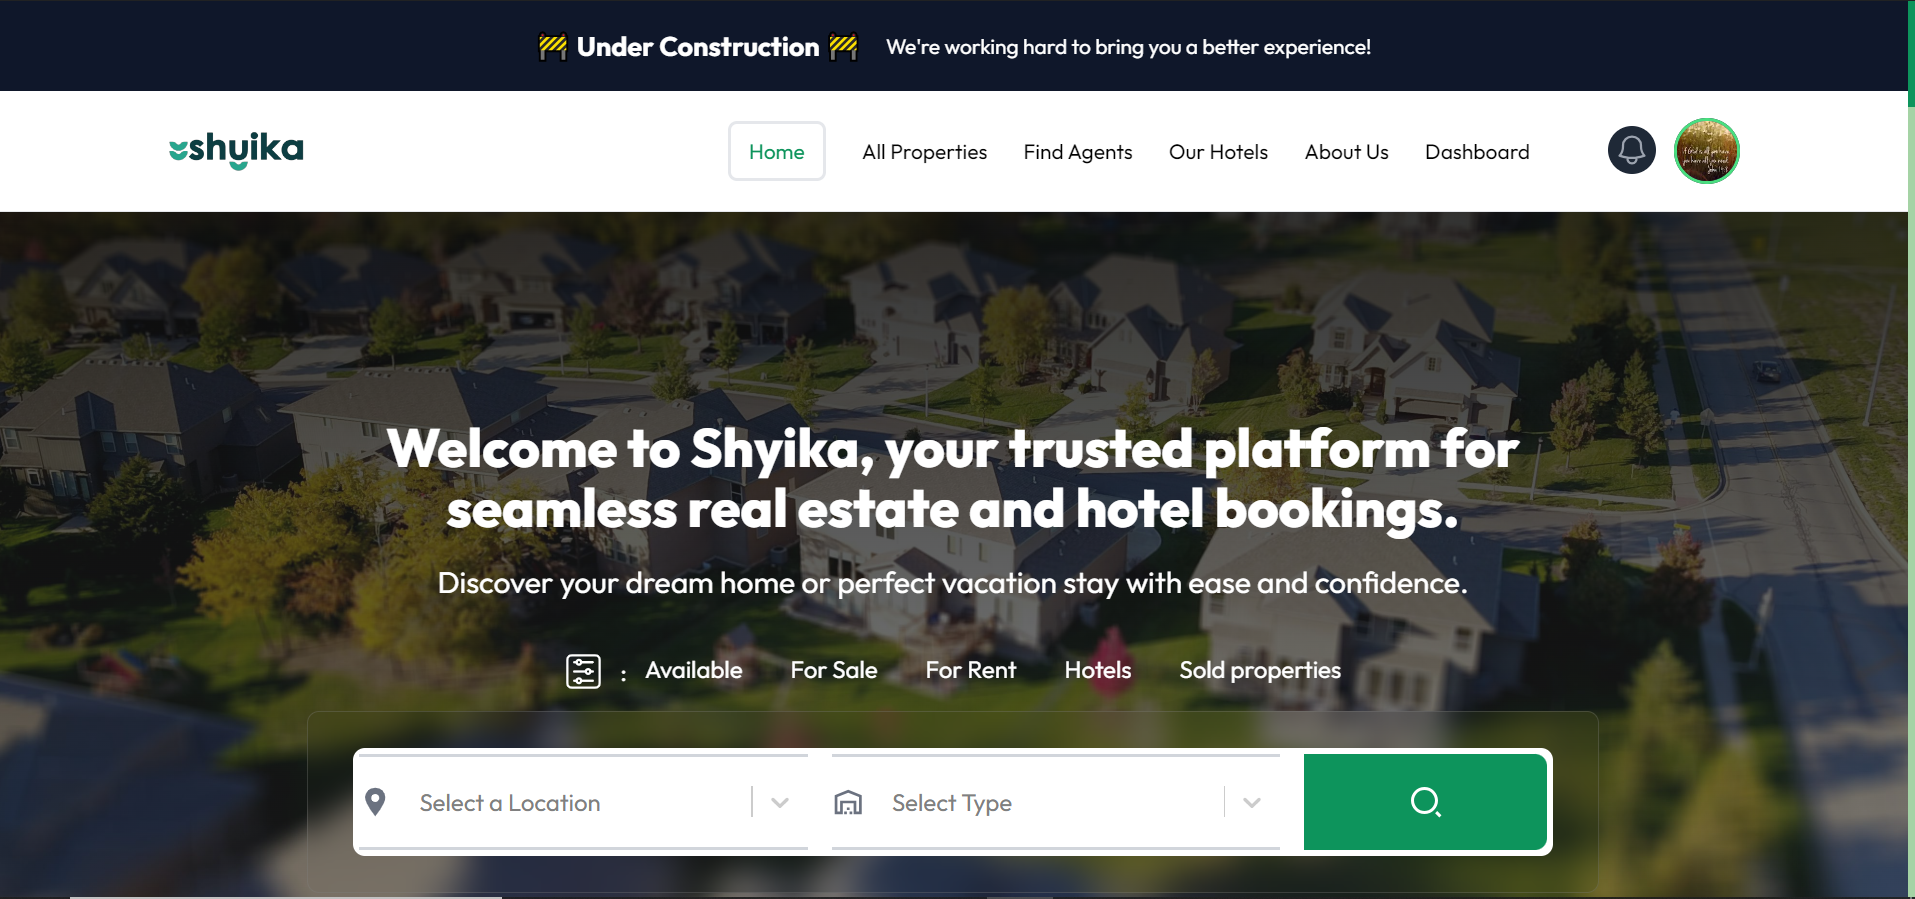 Under Construction
We're working hard to bring you a better experience!
shyika
Home
All Properties
Find Agents
Our Hotels
About Us
Dashboard
Welcome to Shyika, your trusted platform for
seamless real estate and hotel bookings.
Discover your dream home or perfect vacation stay with ease and confidence.
: Available
For Sale
For Rent
Hotels
Sold properties
Select a Location
Select Type